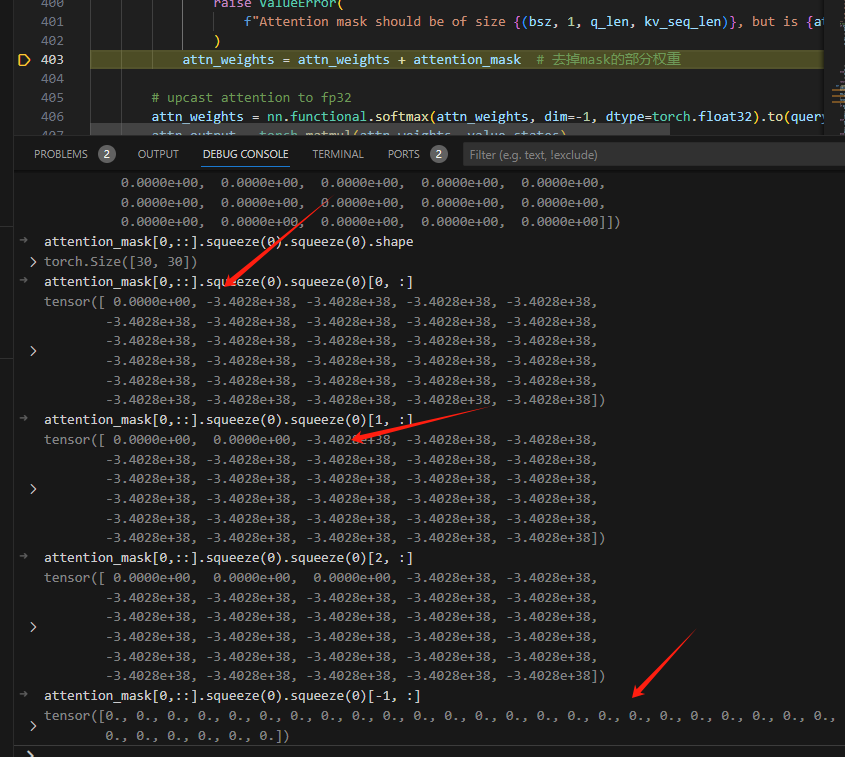 400 raise ValueError(
401 f"Attention mask should be of size {(bsz, 1, q_len, kv_seq_len)}, but is {at
402 )
403 attn_weights = attn_weights + attention_mask # 去掉mask的部分权重
404
405 # upcast attention to fp32
406 attn_weights = nn.functional.softmax(attn_weights, dim=-1, dtype=torch.float32).to(query
407 attn_output = torch.matmul(attn_weights, value_states)
PROBLEMS 2 OUTPUT DEBUG CONSOLE TERMINAL PORTS 2 Filter (e.g. text, !exclude)
0.0000e+00, 0.0000e+00, 0.0000e+00, 0.0000e+00, 0.0000e+00,
0.0000e+00, 0.0000e+00, 0.0000e+00, 0.0000e+00, 0.0000e+00,
0.0000e+00, 0.0000e+00, 0.0000e+00, 0.0000e+00, 0.0000e+00]])
attention_mask[0,::].squeeze(0).squeeze(0).shape
torch.Size([30, 30])
attention_mask[0,::].squeeze(0).squeeze(0)[0, :]
tensor([ 0.0000e+00, -3.4028e+38, -3.4028e+38, -3.4028e+38, -3.4028e+38,
-3.4028e+38, -3.4028e+38, -3.4028e+38, -3.4028e+38, -3.4028e+38,
-3.4028e+38, -3.4028e+38, -3.4028e+38, -3.4028e+38, -3.4028e+38,
-3.4028e+38, -3.4028e+38, -3.4028e+38, -3.4028e+38, -3.4028e+38,
-3.4028e+38, -3.4028e+38, -3.4028e+38, -3.4028e+38, -3.4028e+38,
-3.4028e+38, -3.4028e+38, -3.4028e+38, -3.4028e+38, -3.4028e+38])
attention_mask[0,::].squeeze(0).squeeze(0)[1, :]
tensor([ 0.0000e+00, 0.0000e+00, -3.4028e+38, -3.4028e+38, -3.4028e+38,
-3.4028e+38, -3.4028e+38, -3.4028e+38, -3.4028e+38, -3.4028e+38,
-3.4028e+38, -3.4028e+38, -3.4028e+38, -3.4028e+38, -3.4028e+38,
-3.4028e+38, -3.4028e+38, -3.4028e+38, -3.4028e+38, -3.4028e+38,
-3.4028e+38, -3.4028e+38, -3.4028e+38, -3.4028e+38, -3.4028e+38,
-3.4028e+38, -3.4028e+38, -3.4028e+38, -3.4028e+38, -3.4028e+38])
attention_mask[0,::].squeeze(0).squeeze(0)[2, :]
tensor([ 0.0000e+00, 0.0000e+00, 0.0000e+00, -3.4028e+38, -3.4028e+38,
-3.4028e+38, -3.4028e+38, -3.4028e+38, -3.4028e+38, -3.4028e+38,
-3.4028e+38, -3.4028e+38, -3.4028e+38, -3.4028e+38, -3.4028e+38,
-3.4028e+38, -3.4028e+38, -3.4028e+38, -3.4028e+38, -3.4028e+38,
-3.4028e+38, -3.4028e+38, -3.4028e+38, -3.4028e+38, -3.4028e+38,
-3.4028e+38, -3.4028e+38, -3.4028e+38, -3.4028e+38, -3.4028e+38])
attention_mask[0,::].squeeze(0).squeeze(0)[-1, :]
tensor([0., 0., 0., 0., 0., 0., 0., 0., 0., 0., 0., 0., 0., 0., 0., 0., 0., 0., 0., 0., 0., 0., 0., 0.,
0., 0., 0., 0., 0., 0.])